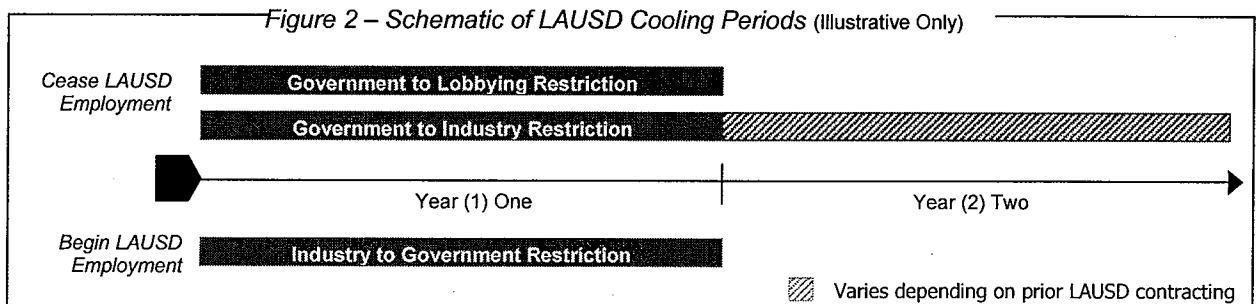 Figure 2 – Schematic of LAUSD Cooling Periods (Illustrative Only)
Cease LAUSD
Employment
Government to Lobbying Restriction
Government to Industry Restriction
Year (1) One
Year (2) Two
Begin LAUSD
Employment
Industry to Government Restriction
Varies depending on prior LAUSD contracting